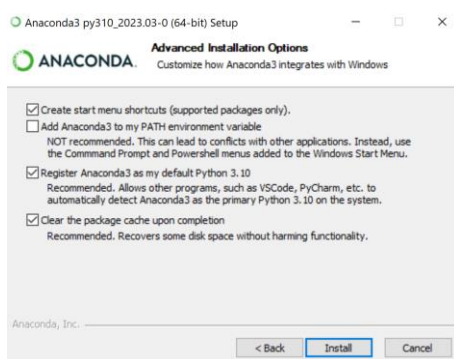 Anaconda3 py310_2023.03-0 (64-bit) Setup
ANACONDA.
Advanced Installation Options
Customize how Anaconda3 integrates with Windows
Create start menu shortcuts (supported packages only).
Add Anaconda3 to my PATH environment variable
NOT recommended. This can lead to conflicts with other applications. Instead, use
the Commmand Prompt and Powershell menus added to the Windows Start Menu.
Register Anaconda3 as my default Python 3.10
Recommended. Allows other programs, such as VSCode, PyCharm, etc. to
automatically detect Anaconda3 as the primary Python 3.10 on the system.
Clear the package cache upon completion
Recommended. Recovers some disk space without harming functionality.
Anaconda, Inc.
< Back Install Cancel